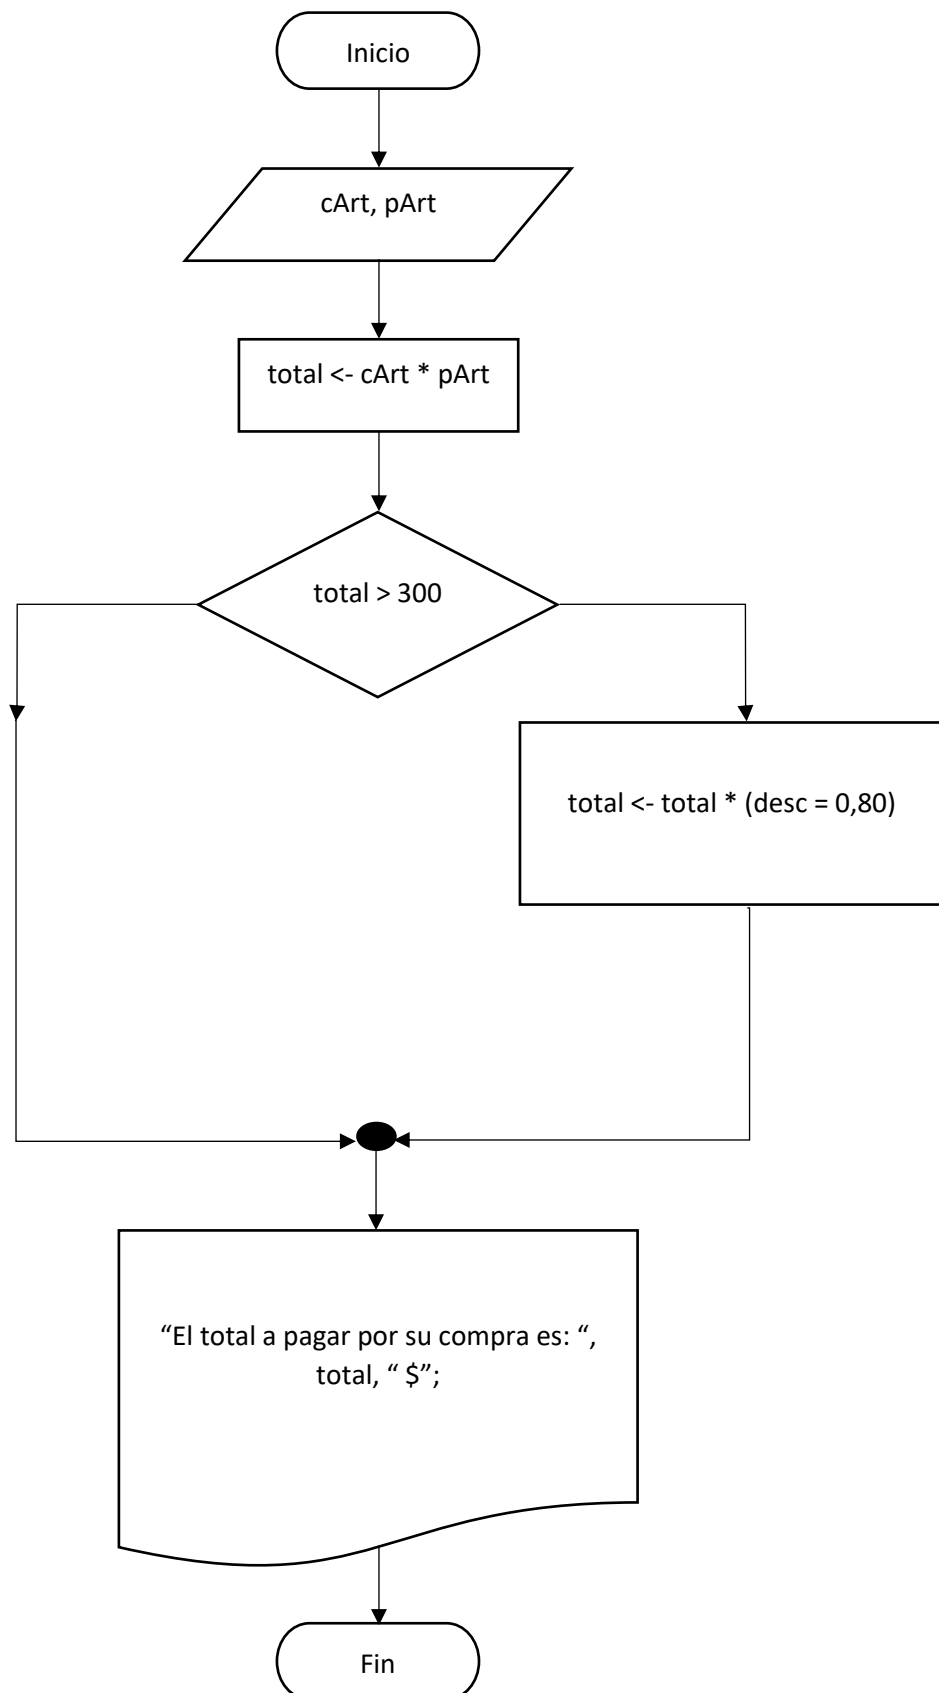 Inicio
cArt, pArt
total <- cArt * pArt
total > 300
total <- total * (desc = 0,80)
“El total a pagar por su compra es: “,
total, “ $”;
Fin